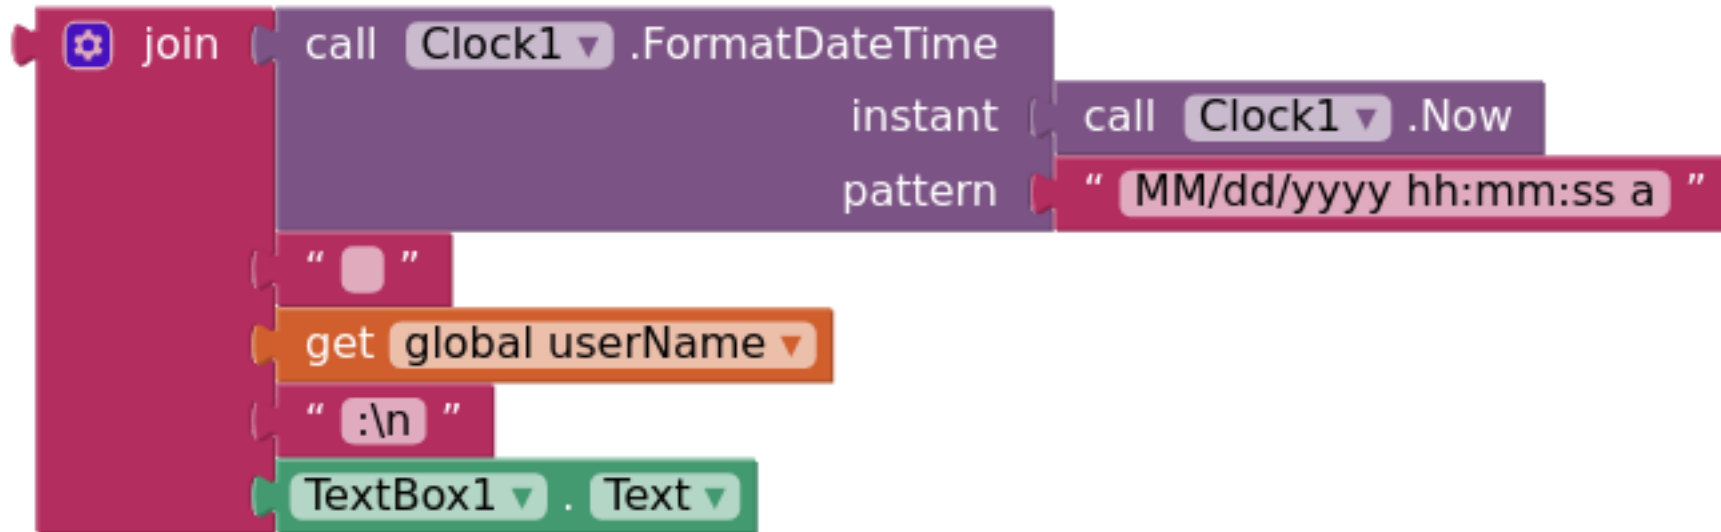 join call Clock1 ▼ .FormatDateTime
instant call Clock1 ▼ .Now
pattern “ MM/dd/yyyy hh:mm:ss a ”
“ ”
get global userName ▼
“ :\n ”
TextBox1 ▼ . Text ▼